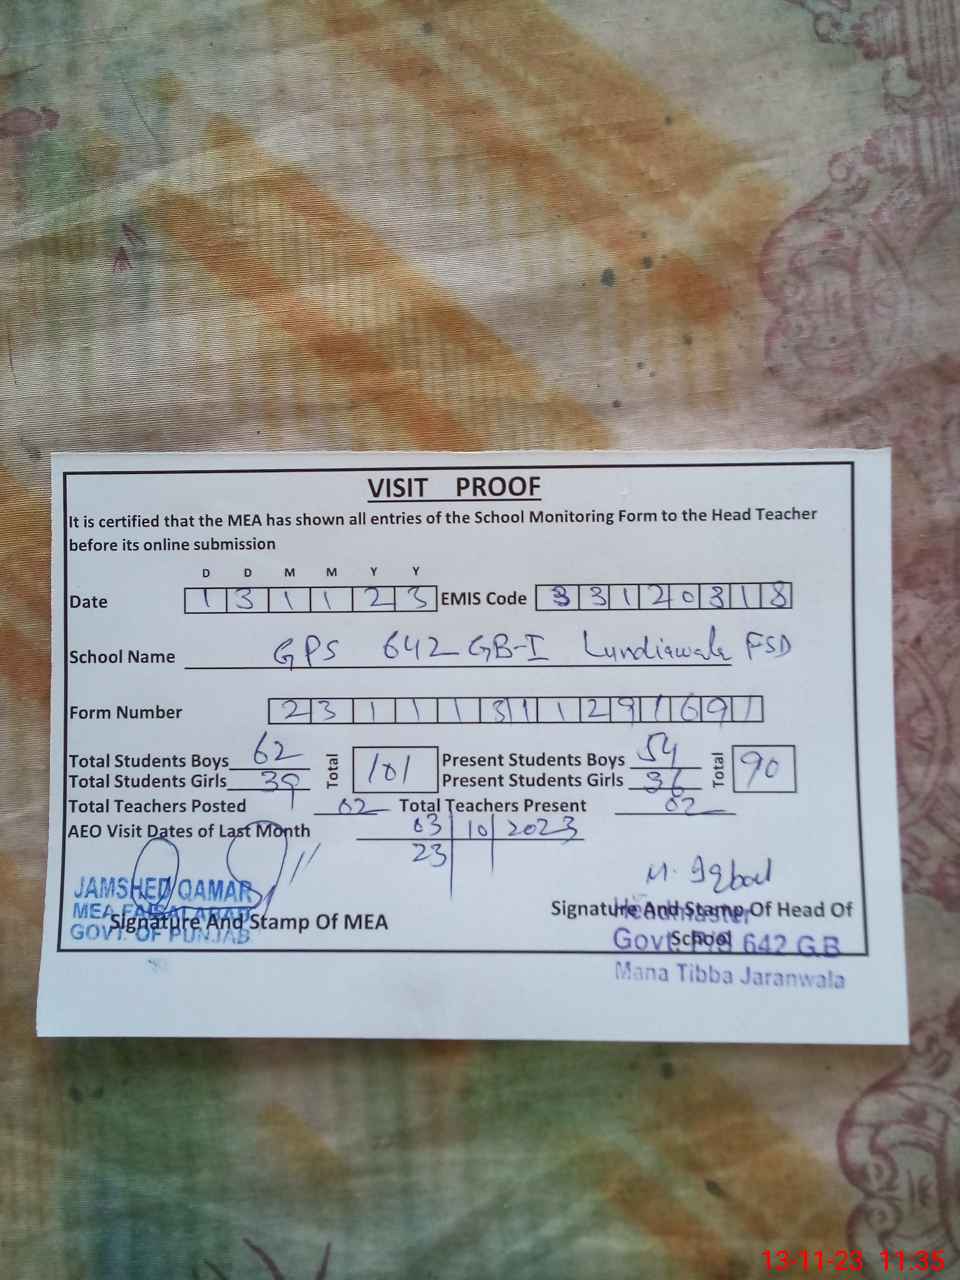 VISIT PROOF
It is certified that the MEA has shown all entries of the School Monitoring Form to the Head Teacher
before its online submission
D D M M Y Y
Date 1 3 1 1 2 3 EMIS Code 3 3 1 2 0 3 1 8
School Name GPS 642 GB-I Lundiawala FSD
Form Number 2 3 1 1 1 3 1 1 2 9 1 6 9 1
Total Students Boys 62 Total 101 Present Students Boys 54 Total 90
Total Students Girls 39 Present Students Girls 36
Total Teachers Posted 02 Total Teachers Present 02
AEO Visit Dates of Last Month 03 10 2023
23
M. Iqbal
JAMSHED QAMAR
MEA FAISALABAD
GOVT. OF PUNJAB
Signature And Stamp Of MEA
Signature And Stamp Of Head Of
School
Headmaster
Govt. P/S 642 G.B
Mana Tibba Jaranwala
13-11-23 11:35